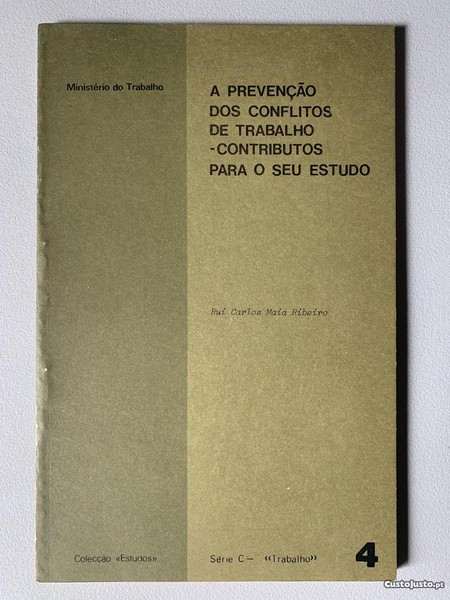 Ministério do Trabalho
A PREVENÇÃO
DOS CONFLITOS
DE TRABALHO
-CONTRIBUTOS
PARA O SEU ESTUDO
Rui Carlos Maia Ribeiro
Colecção «Estudos»
Série C — «Trabalho»
4
CustoJusto.pt